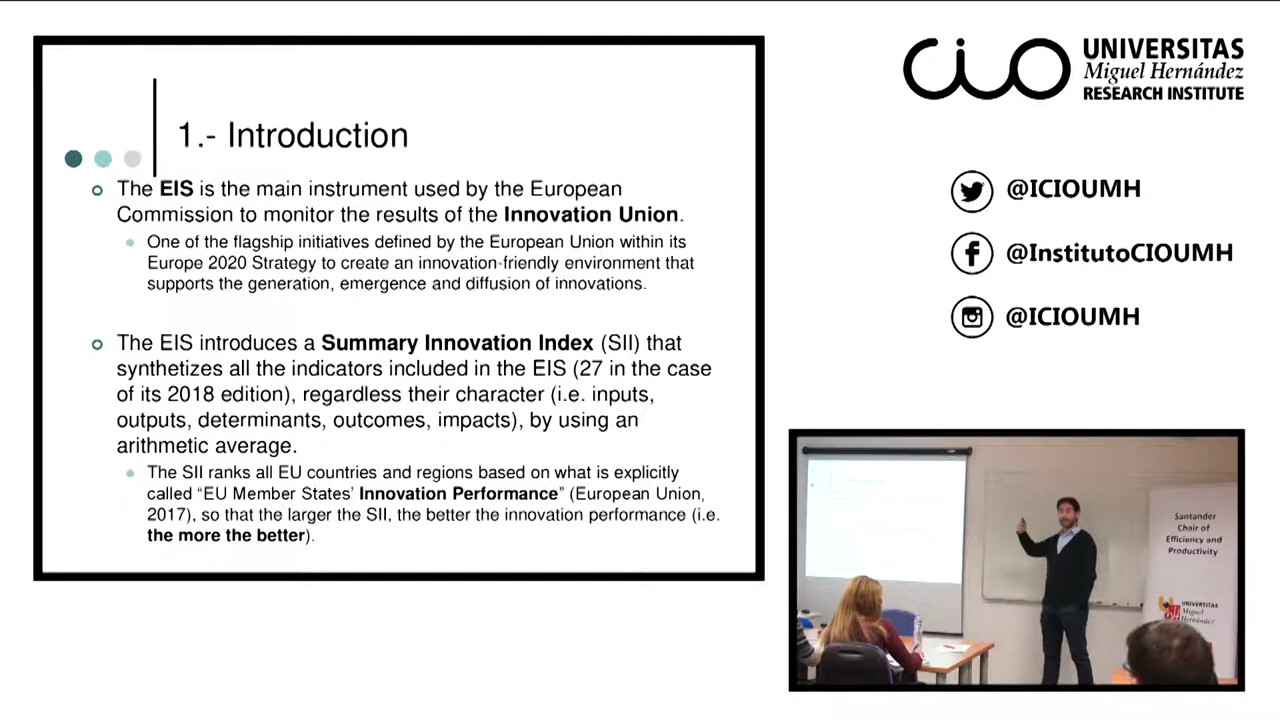 1.- Introduction
The EIS is the main instrument used by the European
Commission to monitor the results of the Innovation Union.
One of the flagship initiatives defined by the European Union within its
Europe 2020 Strategy to create an innovation-friendly environment that
supports the generation, emergence and diffusion of innovations.
The EIS introduces a Summary Innovation Index (SII) that
synthetizes all the indicators included in the EIS (27 in the case
of its 2018 edition), regardless their character (i.e. inputs,
outputs, determinants, outcomes, impacts), by using an
arithmetic average.
The SII ranks all EU countries and regions based on what is explicitly
called “EU Member States’ Innovation Performance” (European Union,
2017), so that the larger the SII, the better the innovation performance (i.e.
the more the better).
cio
UNIVERSITAS
Miguel Hernández
RESEARCH INSTITUTE
@ICIOUMH
@InstitutoCIOUMH
@ICIOUMH
Santander
Chair of
Efficiency and
Productivity
UNIVERSITAS
Miguel
Hernández